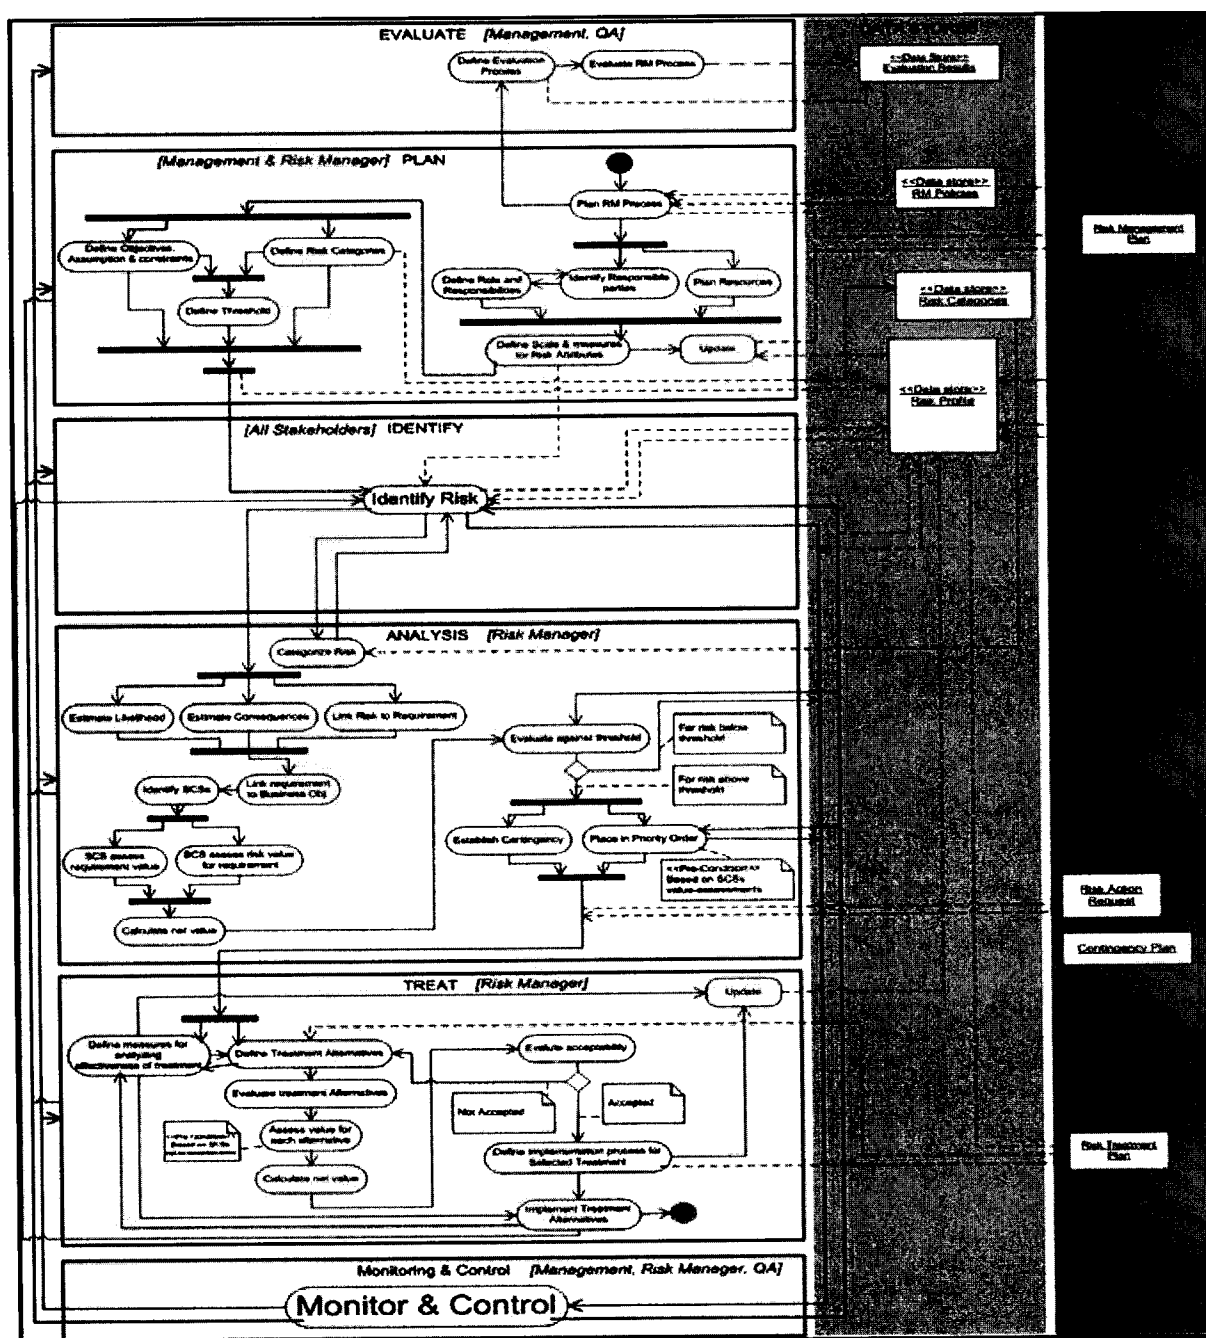 EVALUATE [Management, QA]
Define Evaluation
Process
Evaluate RM Process
<<Data Store>>
Evaluation Results
[Management & Risk Manager] PLAN
Plan RM Process
<<Data store>>
RM Policies
Risk Management
Plan
Define Objectives,
Assumption & constraints
Define Risk Categories
Define Threshold
Define Role and
Responsibilities
Identify Responsible
parties
Plan Resources
Define Scale & measures
for Risk Attributes
Update
<<Data store>>
Risk Categories
<<Data store>>
Risk Profile
[All Stakeholders] IDENTIFY
Identify Risk
ANALYSIS [Risk Manager]
Categorize Risk
Estimate Likelihood
Estimate Consequences
Link Risk to Requirement
Identify SCSs
Link requirement
to Business Obj
SCS assess
requirement value
SCS assess risk value
for requirement
Calculate net value
Evaluate against threshold
For risk below
threshold
For risk above
threshold
Establish Contingency
Place in Priority Order
<<Pre-Condition>>
Based on SCSs
value-assessments
Risk Action
Request
Contingency Plan
TREAT [Risk Manager]
Update
Define measures for
analyzing
effectiveness of treatment
Define Treatment Alternatives
Evaluate treatment Alternatives
Assess value for
each alternative
Calculate net value
Evalute acceptability
Not Accepted
Accepted
Define implementation process for
Selected Treatment
Implement Treatment
Alternatives
Risk Treatment
Plan
Monitoring & Control [Management, Risk Manager, QA]
Monitor & Control